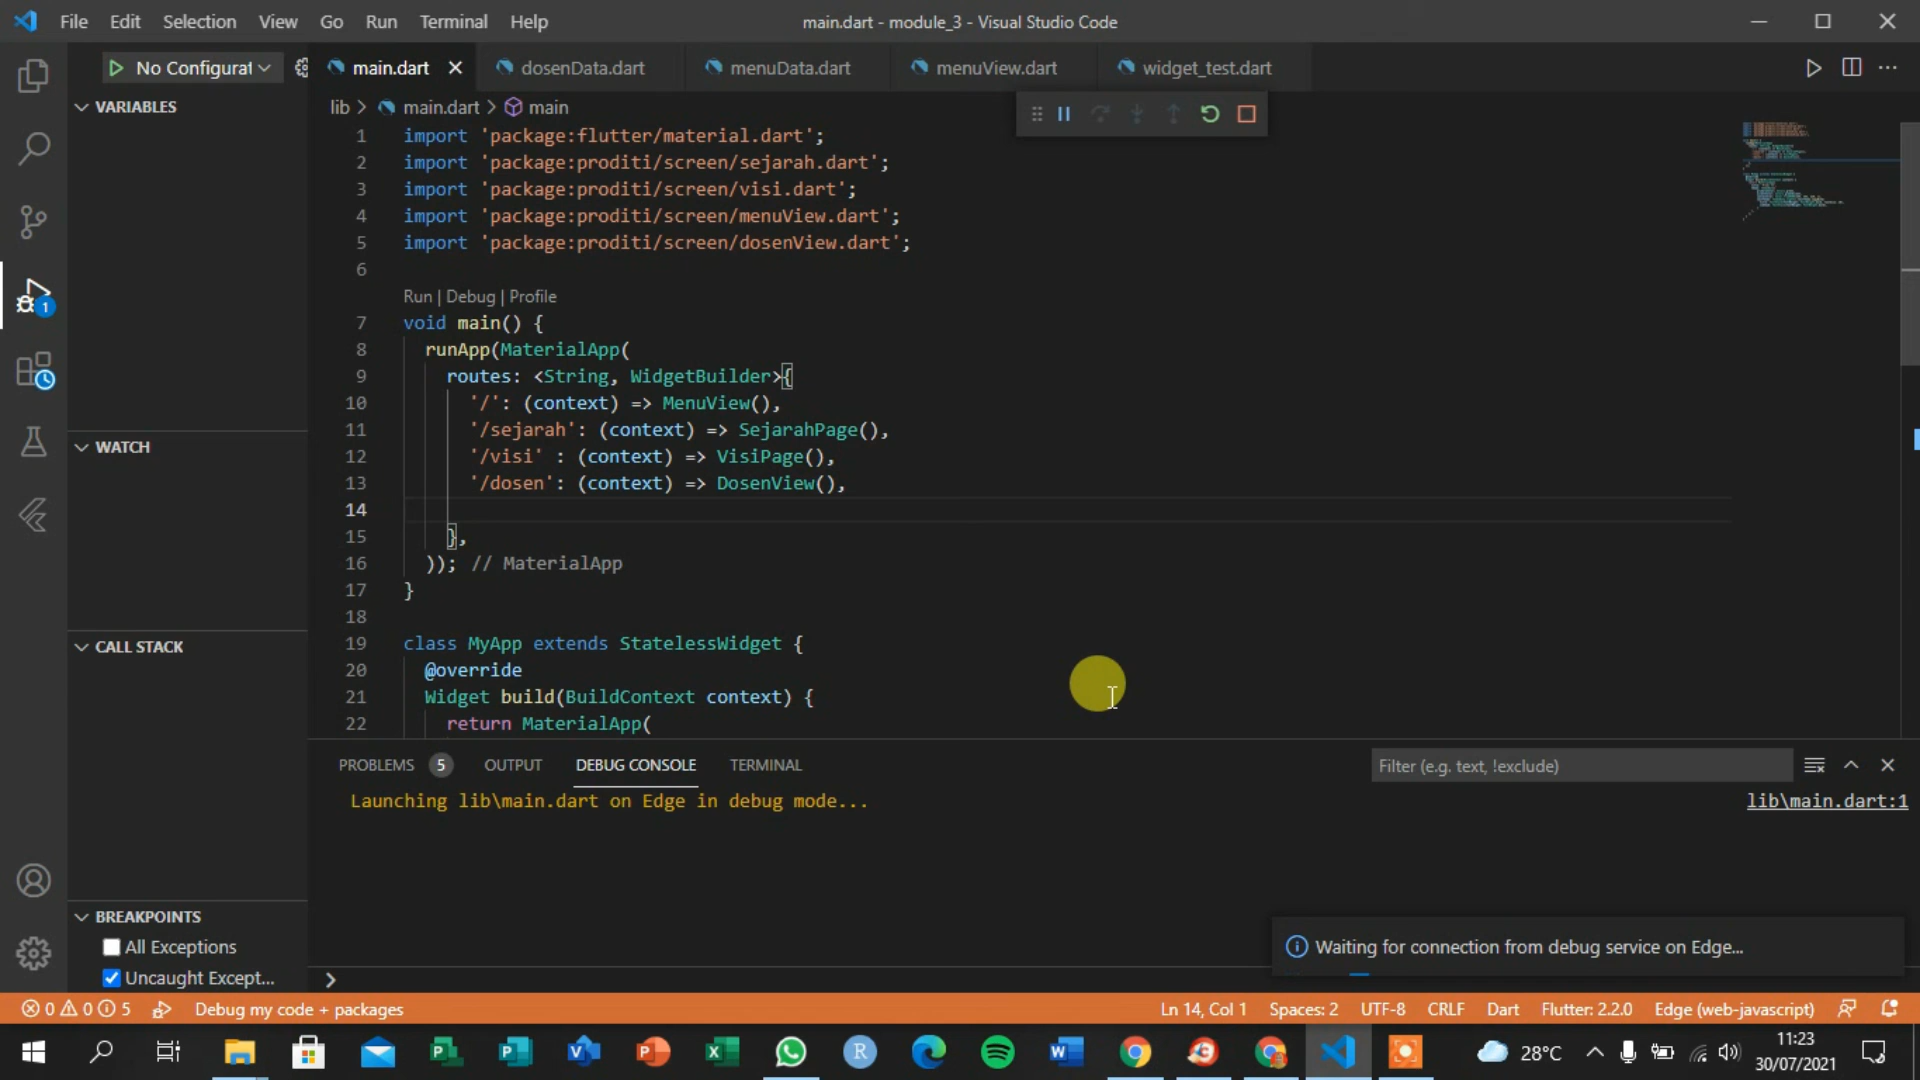 File Edit Selection View Go Run Terminal Help main.dart - module_3 - Visual Studio Code
No Configurat main.dart dosenData.dart menuData.dart menuView.dart widget_test.dart
VARIABLES
lib > main.dart > main
1 import 'package:flutter/material.dart';
2 import 'package:proditi/screen/sejarah.dart';
3 import 'package:proditi/screen/visi.dart';
4 import 'package:proditi/screen/menuView.dart';
5 import 'package:proditi/screen/dosenView.dart';
6
Run | Debug | Profile
7 void main() {
8 runApp(MaterialApp(
9 routes: <String, WidgetBuilder>{
10 '/': (context) => MenuView(),
11 '/sejarah': (context) => SejarahPage(),
12 '/visi' : (context) => VisiPage(),
13 '/dosen': (context) => DosenView(),
14
15 },
16 )); // MaterialApp
17 }
18
19 class MyApp extends StatelessWidget {
20 @override
21 Widget build(BuildContext context) {
22 return MaterialApp(
WATCH
CALL STACK
BREAKPOINTS
All Exceptions
Uncaught Except...
1
PROBLEMS 5 OUTPUT DEBUG CONSOLE TERMINAL Filter (e.g. text, !exclude)
Launching lib\main.dart on Edge in debug mode... lib\main.dart:1
Waiting for connection from debug service on Edge...
0 0 5 Debug my code + packages Ln 14, Col 1 Spaces: 2 UTF-8 CRLF Dart Flutter: 2.2.0 Edge (web-javascript)
28°C 11:23
30/07/2021